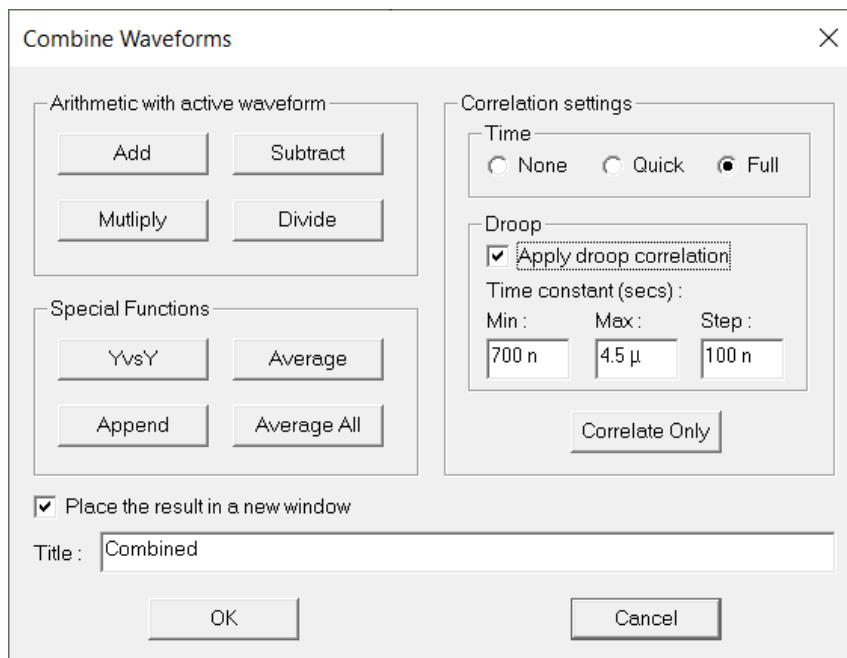 Combine Waveforms
Arithmetic with active waveform
Add
Subtract
Mutliply
Divide
Special Functions
YvsY
Average
Append
Average All
Correlation settings
Time
None
Quick
Full
Droop
Apply droop correlation
Time constant (secs) :
Min :
Max :
Step :
700 n
4.5 µ
100 n
Correlate Only
Place the result in a new window
Title :
Combined
OK
Cancel